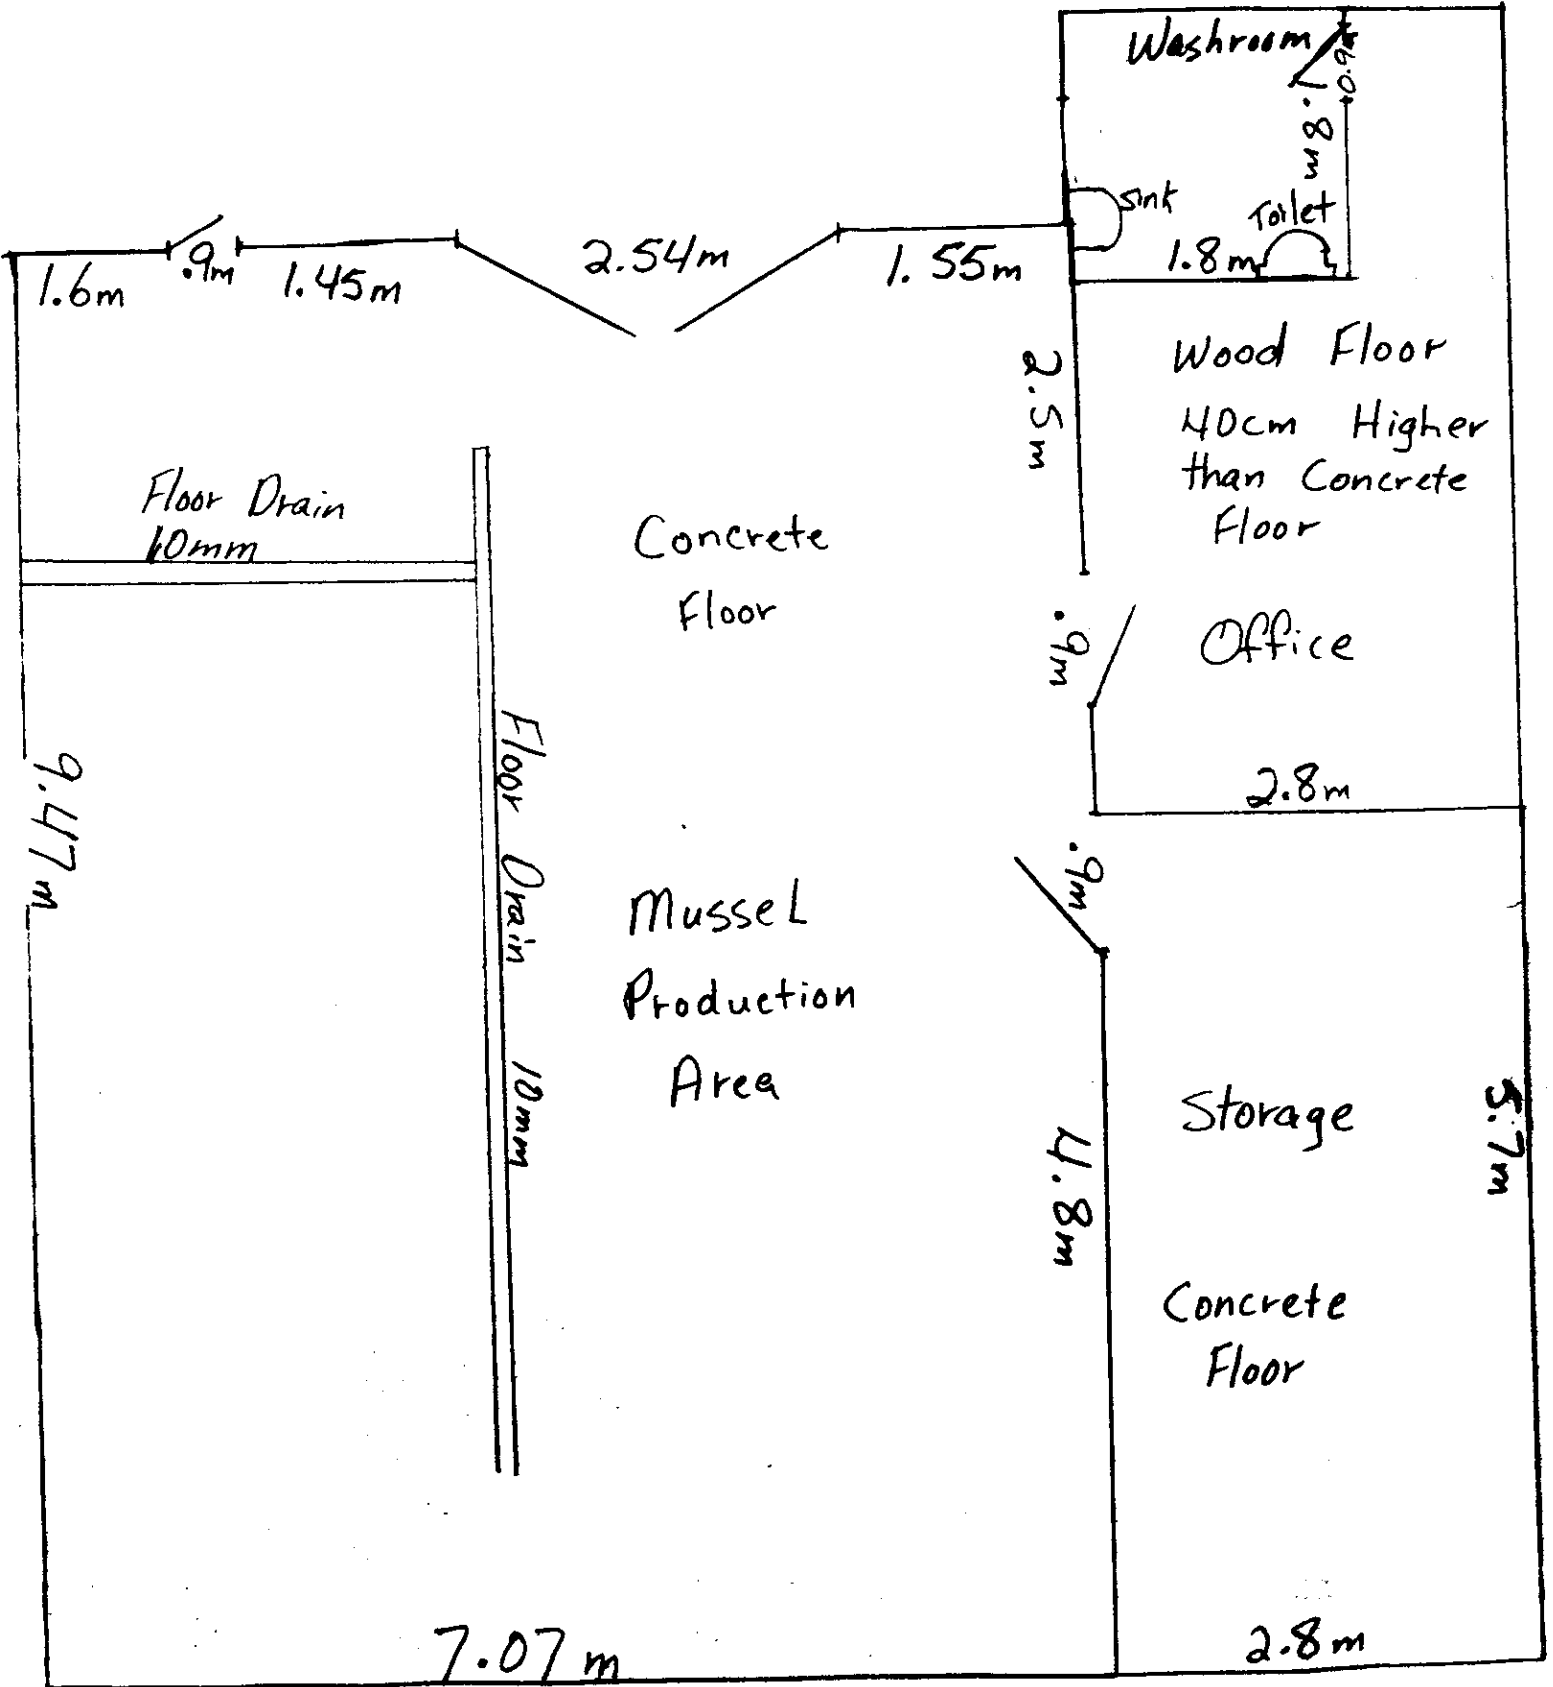 Washroom
0.9m
1.8m
Sink
Toilet
1.8m
1.6m
.9m
1.45m
2.54m
1.55m
2.5m
Wood Floor
40cm Higher
than Concrete
Floor
Floor Drain
10mm
Concrete
Floor
.9m
Office
2.8m
9.47m
Floor Drain 10mm
.9m
Mussel
Production
Area
4.8m
Storage
5.7m
Concrete
Floor
7.07m
2.8m